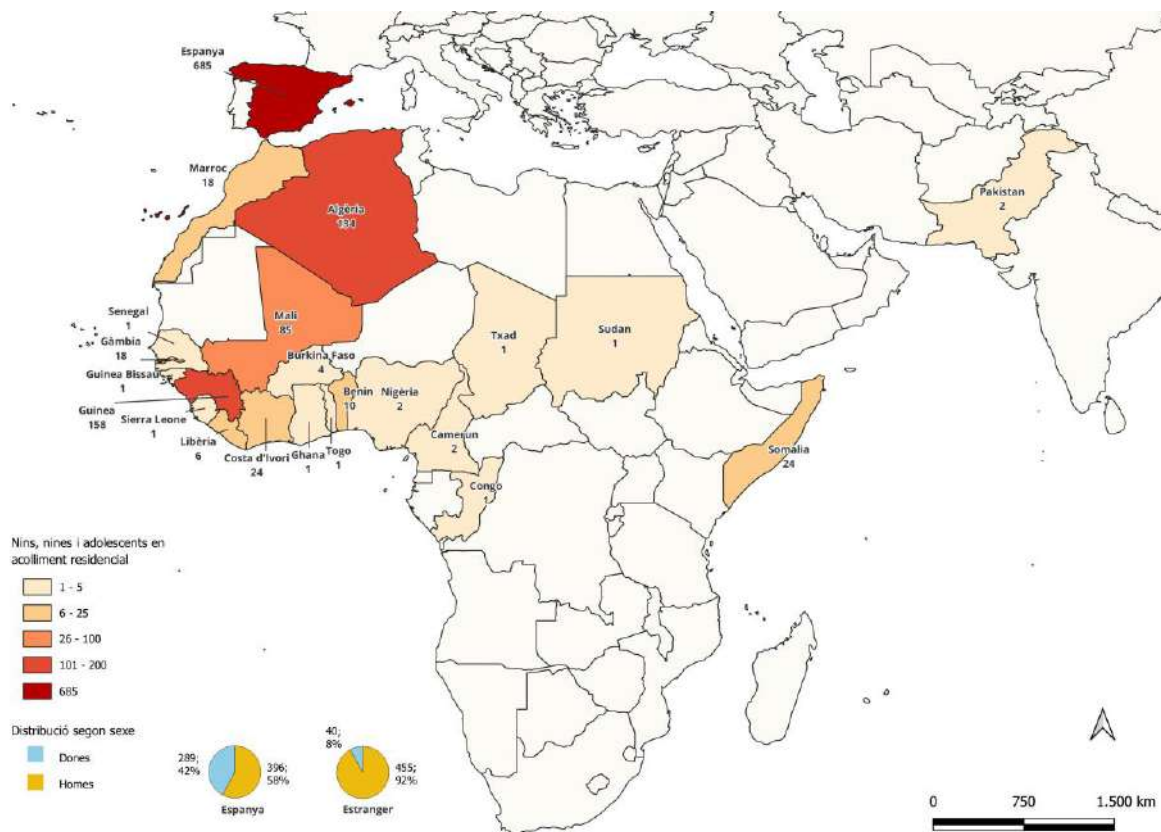 Espanya
685
Marroc
18
Algèria
134
Pakistan
2
Senegal
1
Gàmbia
18
Guinea Bissau
1
Guinea
158
Sierra Leone
1
Libèria
6
Mali
85
Burkina Faso
4
Costa d'Ivori
24
Ghana
1
Togo
1
Benin
10
Nigèria
2
Txad
1
Sudan
1
Camerun
2
Congo
1
Somalia
24
Nins, nines i adolescents en
acolliment residencial
1 - 5
6 - 25
26 - 100
101 - 200
685
Distribució segon sexe
Dones
Homes
289;
42%
396;
58%
Espanya
40;
8%
455;
92%
Estranger
0 750 1.500 km